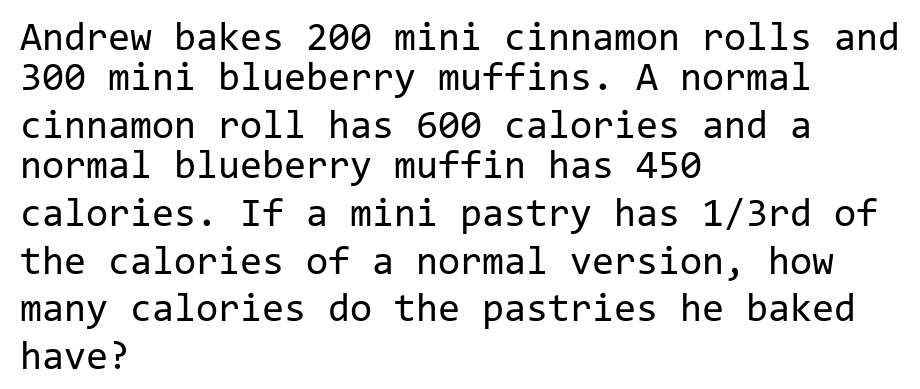 Andrew bakes 200 mini cinnamon rolls and
300 mini blueberry muffins. A normal
cinnamon roll has 600 calories and a
normal blueberry muffin has 450
calories. If a mini pastry has 1/3rd of
the calories of a normal version, how
many calories do the pastries he baked
have?